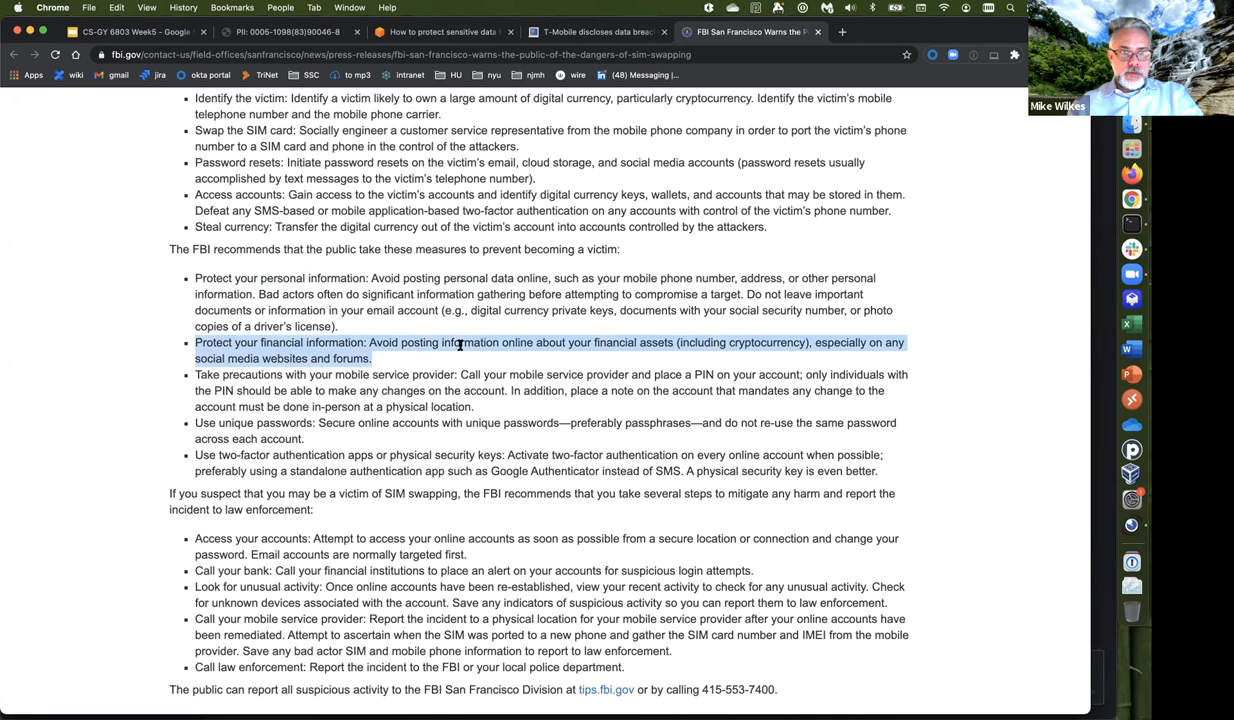 Chrome File Edit View History Bookmarks People Tab Window Help
CS-GY 6803 Week5 - Google
PII: 0005-1098(83)90046-8
How to protect sensitive data
T-Mobile discloses data breach
FBI San Francisco Warns the P
fbi.gov/contact-us/field-offices/sanfrancisco/news/press-releases/fbi-san-francisco-warns-the-public-of-the-dangers-of-sim-swapping
Apps wiki gmail jira okta portal TriNet SSC to mp3 intranet HU nyu njmh wire (48) Messaging |...
Mike Wilkes
Identify the victim: Identify a victim likely to own a large amount of digital currency, particularly cryptocurrency. Identify the victim's mobile
telephone number and the mobile phone carrier.
Swap the SIM card: Socially engineer a customer service representative from the mobile phone company in order to port the victim's phone
number to a SIM card and phone in the control of the attackers.
Password resets: Initiate password resets on the victim's email, cloud storage, and social media accounts (password resets usually
accomplished by text messages to the victim's telephone number).
Access accounts: Gain access to the victim's accounts and identify digital currency keys, wallets, and accounts that may be stored in them.
Defeat any SMS-based or mobile application-based two-factor authentication on any accounts with control of the victim's phone number.
Steal currency: Transfer the digital currency out of the victim's account into accounts controlled by the attackers.
The FBI recommends that the public take these measures to prevent becoming a victim:
Protect your personal information: Avoid posting personal data online, such as your mobile phone number, address, or other personal
information. Bad actors often do significant information gathering before attempting to compromise a target. Do not leave important
documents or information in your email account (e.g., digital currency private keys, documents with your social security number, or photo
copies of a driver's license).
Protect your financial information: Avoid posting information online about your financial assets (including cryptocurrency), especially on any
social media websites and forums.
Take precautions with your mobile service provider: Call your mobile service provider and place a PIN on your account; only individuals with
the PIN should be able to make any changes on the account. In addition, place a note on the account that mandates any change to the
account must be done in-person at a physical location.
Use unique passwords: Secure online accounts with unique passwords—preferably passphrases—and do not re-use the same password
across each account.
Use two-factor authentication apps or physical security keys: Activate two-factor authentication on every online account when possible;
preferably using a standalone authentication app such as Google Authenticator instead of SMS. A physical security key is even better.
If you suspect that you may be a victim of SIM swapping, the FBI recommends that you take several steps to mitigate any harm and report the
incident to law enforcement:
Access your accounts: Attempt to access your online accounts as soon as possible from a secure location or connection and change your
password. Email accounts are normally targeted first.
Call your bank: Call your financial institutions to place an alert on your accounts for suspicious login attempts.
Look for unusual activity: Once online accounts have been re-established, view your recent activity to check for any unusual activity. Check
for unknown devices associated with the account. Save any indicators of suspicious activity so you can report them to law enforcement.
Call your mobile service provider: Report the incident to a physical location for your mobile service provider after your online accounts have
been remediated. Attempt to ascertain when the SIM was ported to a new phone and gather the SIM card number and IMEI from the mobile
provider. Save any bad actor SIM and mobile phone information to report to law enforcement.
Call law enforcement: Report the incident to the FBI or your local police department.
The public can report all suspicious activity to the FBI San Francisco Division at tips.fbi.gov or by calling 415-553-7400.